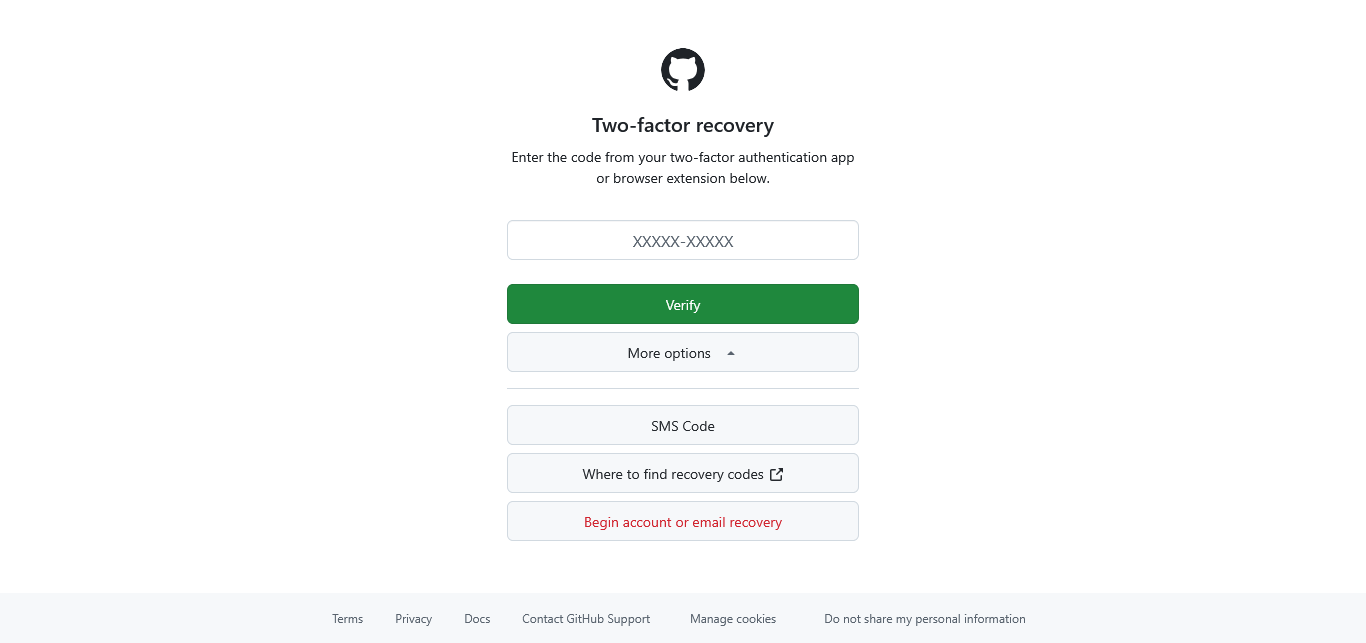 Two-factor recovery
Enter the code from your two-factor authentication app
or browser extension below.
XXXXX-XXXXX
Verify
More options
SMS Code
Where to find recovery codes
Begin account or email recovery
Terms Privacy Docs Contact GitHub Support Manage cookies Do not share my personal information